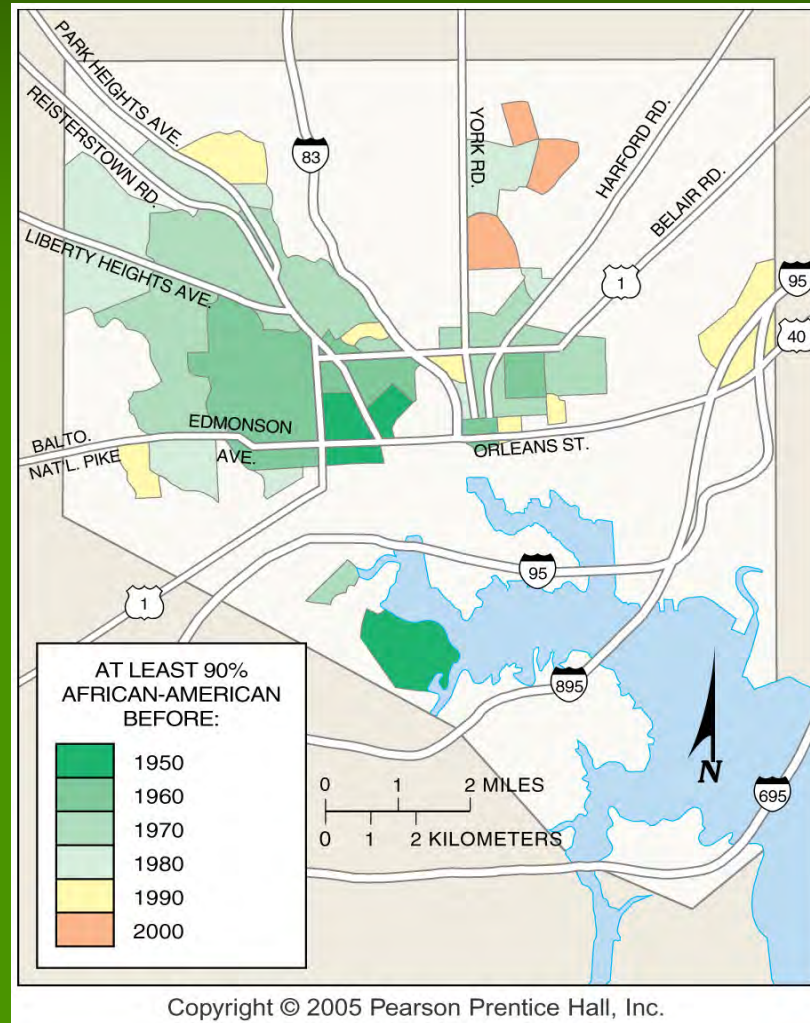 PARK HEIGHTS AVE.
REISTERSTOWN RD.
LIBERTY HEIGHTS AVE.
83
YORK RD.
HARFORD RD.
BELAIR RD.
1
95
40
EDMONSON
AVE.
BALTO.
NAT'L. PIKE
ORLEANS ST.
95
1
895
695
N
AT LEAST 90%
AFRICAN-AMERICAN
BEFORE:
1950
1960
1970
1980
1990
2000
0 1 2 MILES
0 1 2 KILOMETERS
Copyright © 2005 Pearson Prentice Hall, Inc.